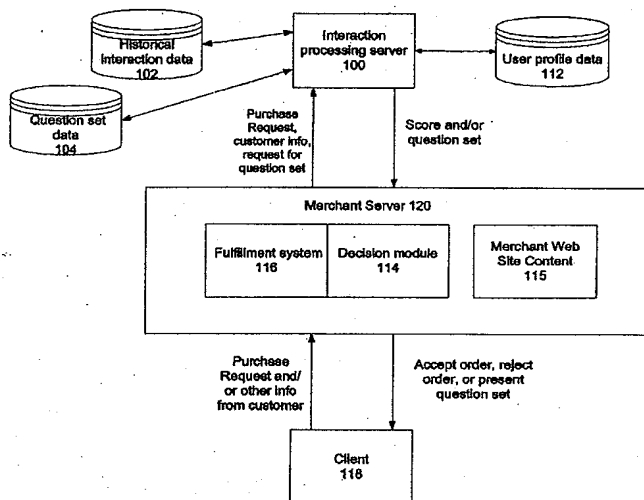 Historical
interaction data
102
Interaction
processing server
100
User profile data
112
Question set
data
104
Purchase
Request,
customer info,
request for
question set
Score and/or
question set
Merchant Server 120
Fulfillment system
116
Decision module
114
Merchant Web
Site Content
115
Purchase
Request and/
or other info
from customer
Accept order, reject
order, or present
question set
Client
118